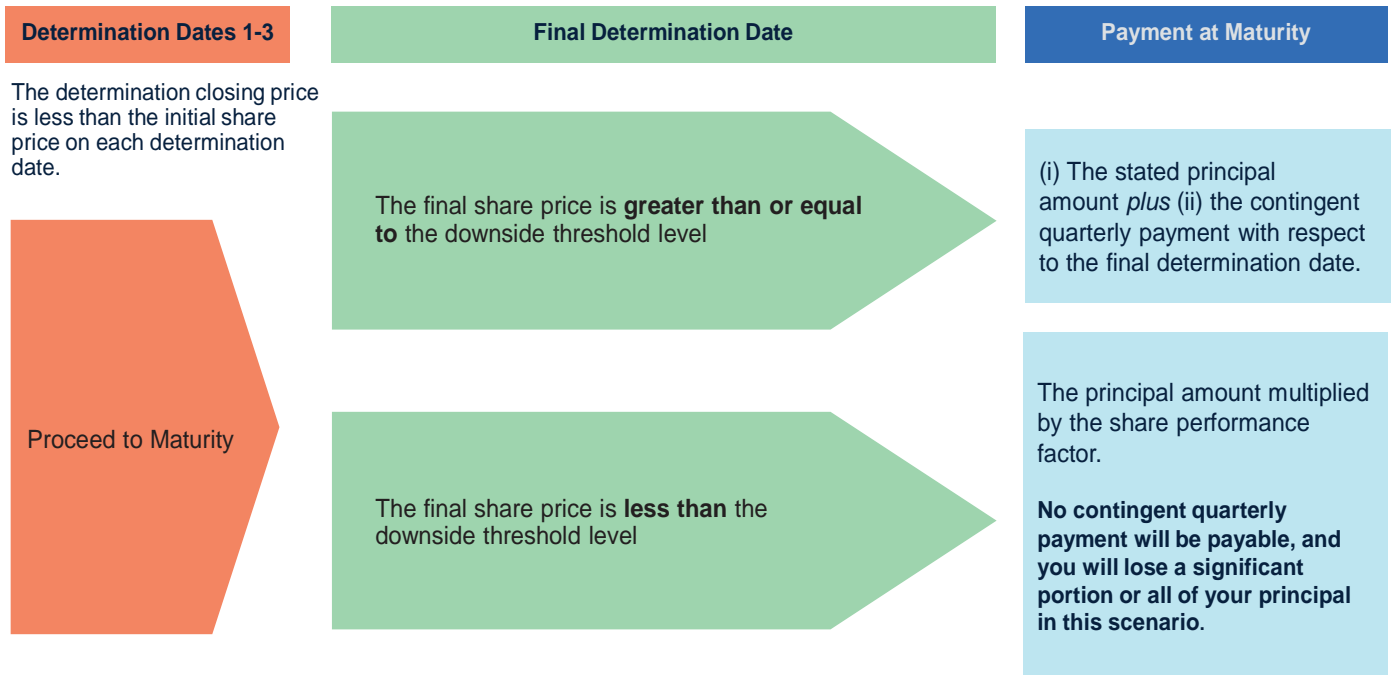 Determination Dates 1-3
Final Determination Date
Payment at Maturity
The determination closing price
is less than the initial share
price on each determination
date.
Proceed to Maturity
The final share price is greater than or equal
to the downside threshold level
(i) The stated principal
amount plus (ii) the contingent
quarterly payment with respect
to the final determination date.
The final share price is less than the
downside threshold level
The principal amount multiplied
by the share performance
factor.
No contingent quarterly
payment will be payable, and
you will lose a significant
portion or all of your principal
in this scenario.